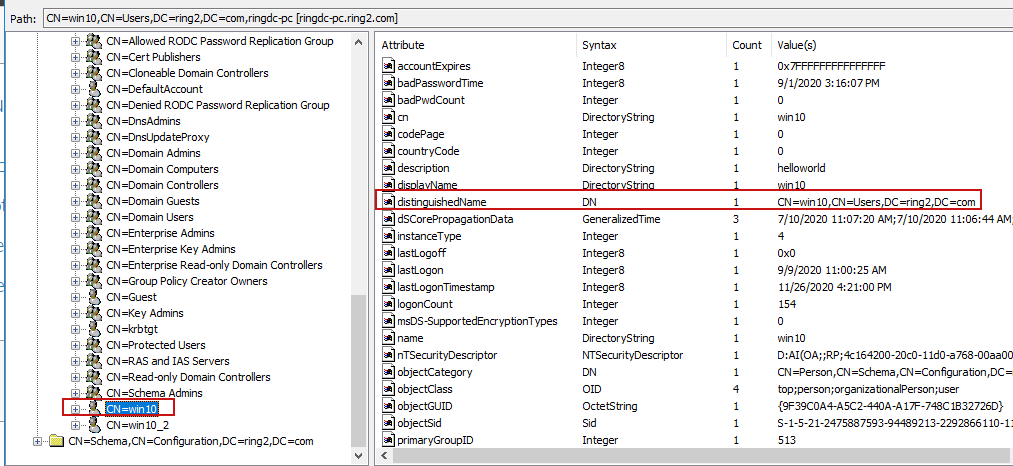 Path: CN=win10,CN=Users,DC=ring2,DC=com,ringdc-pc [ringdc-pc.ring2.com]
CN=Allowed RODC Password Replication Group
CN=Cert Publishers
CN=Cloneable Domain Controllers
CN=DefaultAccount
CN=Denied RODC Password Replication Group
CN=DnsAdmins
CN=DnsUpdateProxy
CN=Domain Admins
CN=Domain Computers
CN=Domain Controllers
CN=Domain Guests
CN=Domain Users
CN=Enterprise Admins
CN=Enterprise Key Admins
CN=Enterprise Read-only Domain Controllers
CN=Group Policy Creator Owners
CN=Guest
CN=Key Admins
CN=krbtgt
CN=Protected Users
CN=RAS and IAS Servers
CN=Read-only Domain Controllers
CN=Schema Admins
CN=win10
CN=win10_2
CN=Schema,CN=Configuration,DC=ring2,DC=com
Attribute Syntax Count Value(s)
accountExpires Integer8 1 0x7FFFFFFFFFFFFFFF
badPasswordTime Integer8 1 9/1/2020 3:16:07 PM
badPwdCount Integer 1 0
cn DirectoryString 1 win10
codePage Integer 1 0
countryCode Integer 1 0
description DirectoryString 1 helloworld
displayName DirectoryString 1 win10
distinguishedName DN 1 CN=win10,CN=Users,DC=ring2,DC=com
dSCorePropagationData GeneralizedTime 3 7/10/2020 11:07:20 AM;7/10/2020 11:06:44 AM;
instanceType Integer 1 4
lastLogoff Integer8 1 0x0
lastLogon Integer8 1 9/9/2020 11:00:25 AM
lastLogonTimestamp Integer8 1 11/26/2020 4:21:00 PM
logonCount Integer 1 154
msDS-SupportedEncryptionTypes Integer 1 0
name DirectoryString 1 win10
nTSecurityDescriptor NTSecurityDescriptor 1 D:AI(OA;;RP;4c164200-20c0-11d0-a768-00aa00
objectCategory DN 1 CN=Person,CN=Schema,CN=Configuration,DC=
objectClass OID 4 top;person;organizationalPerson;user
objectGUID OctetString 1 {9F39C0A4-A5C2-440A-A17F-748C1B32726D}
objectSid Sid 1 S-1-5-21-2475887593-94489213-2292866110-11
primaryGroupID Integer 1 513